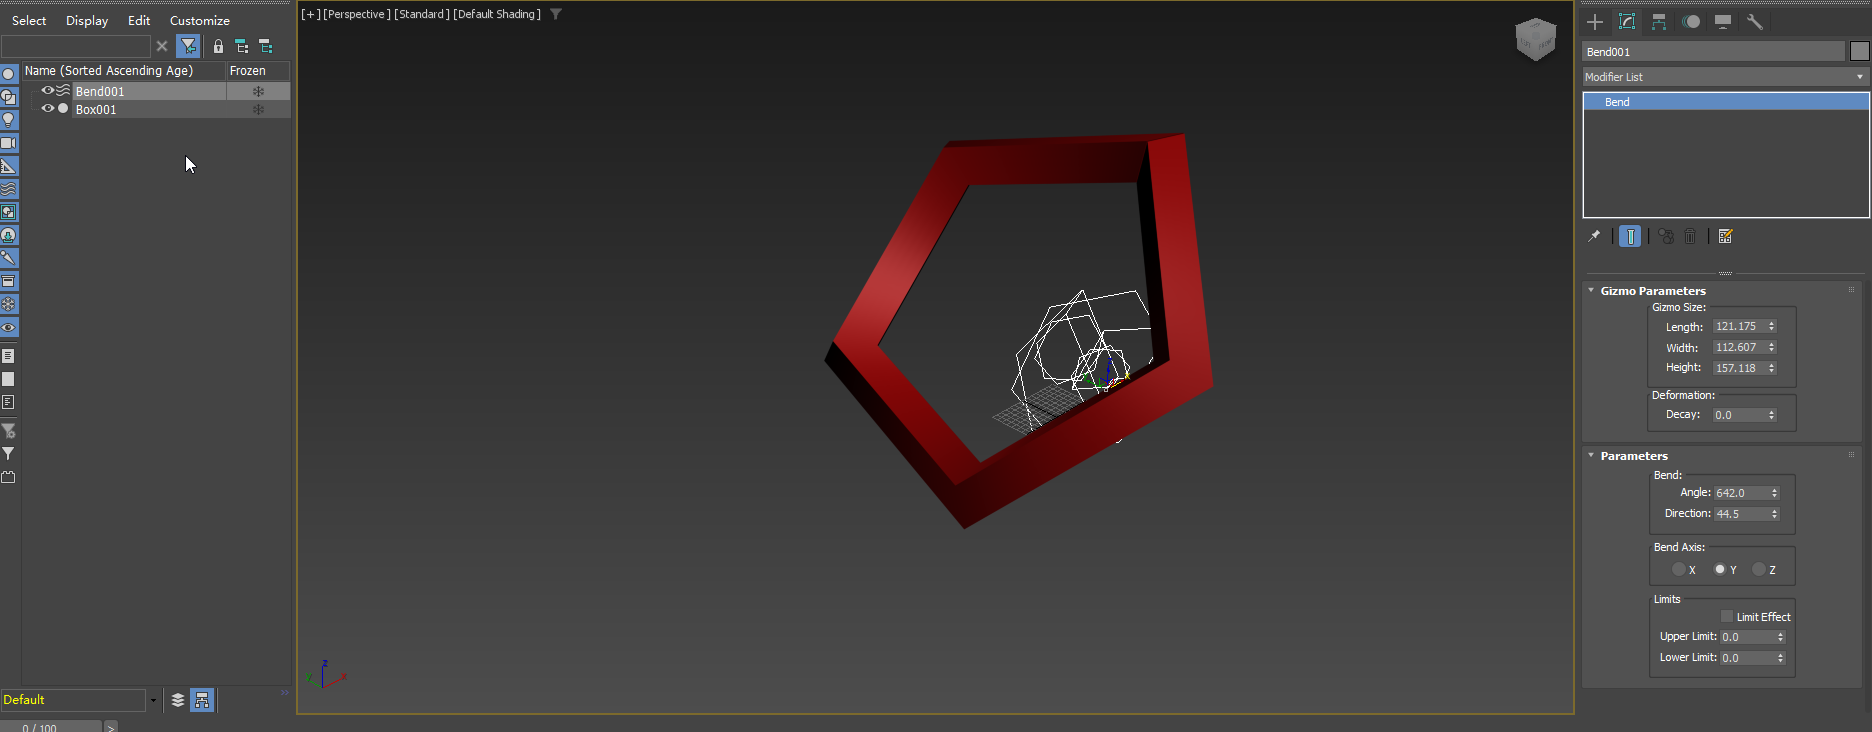 Select Display Edit Customize
Name (Sorted Ascending Age) Frozen
Bend001
Box001
Default
0 / 100 >
[+] [Perspective] [Standard] [Default Shading]
z
x
Bend001
Modifier List
Bend
Gizmo Parameters
Gizmo Size:
Length: 121.175
Width: 112.607
Height: 157.118
Deformation:
Decay: 0.0
Parameters
Bend:
Angle: 642.0
Direction: 44.5
Bend Axis:
X Y Z
Limits
Limit Effect
Upper Limit: 0.0
Lower Limit: 0.0